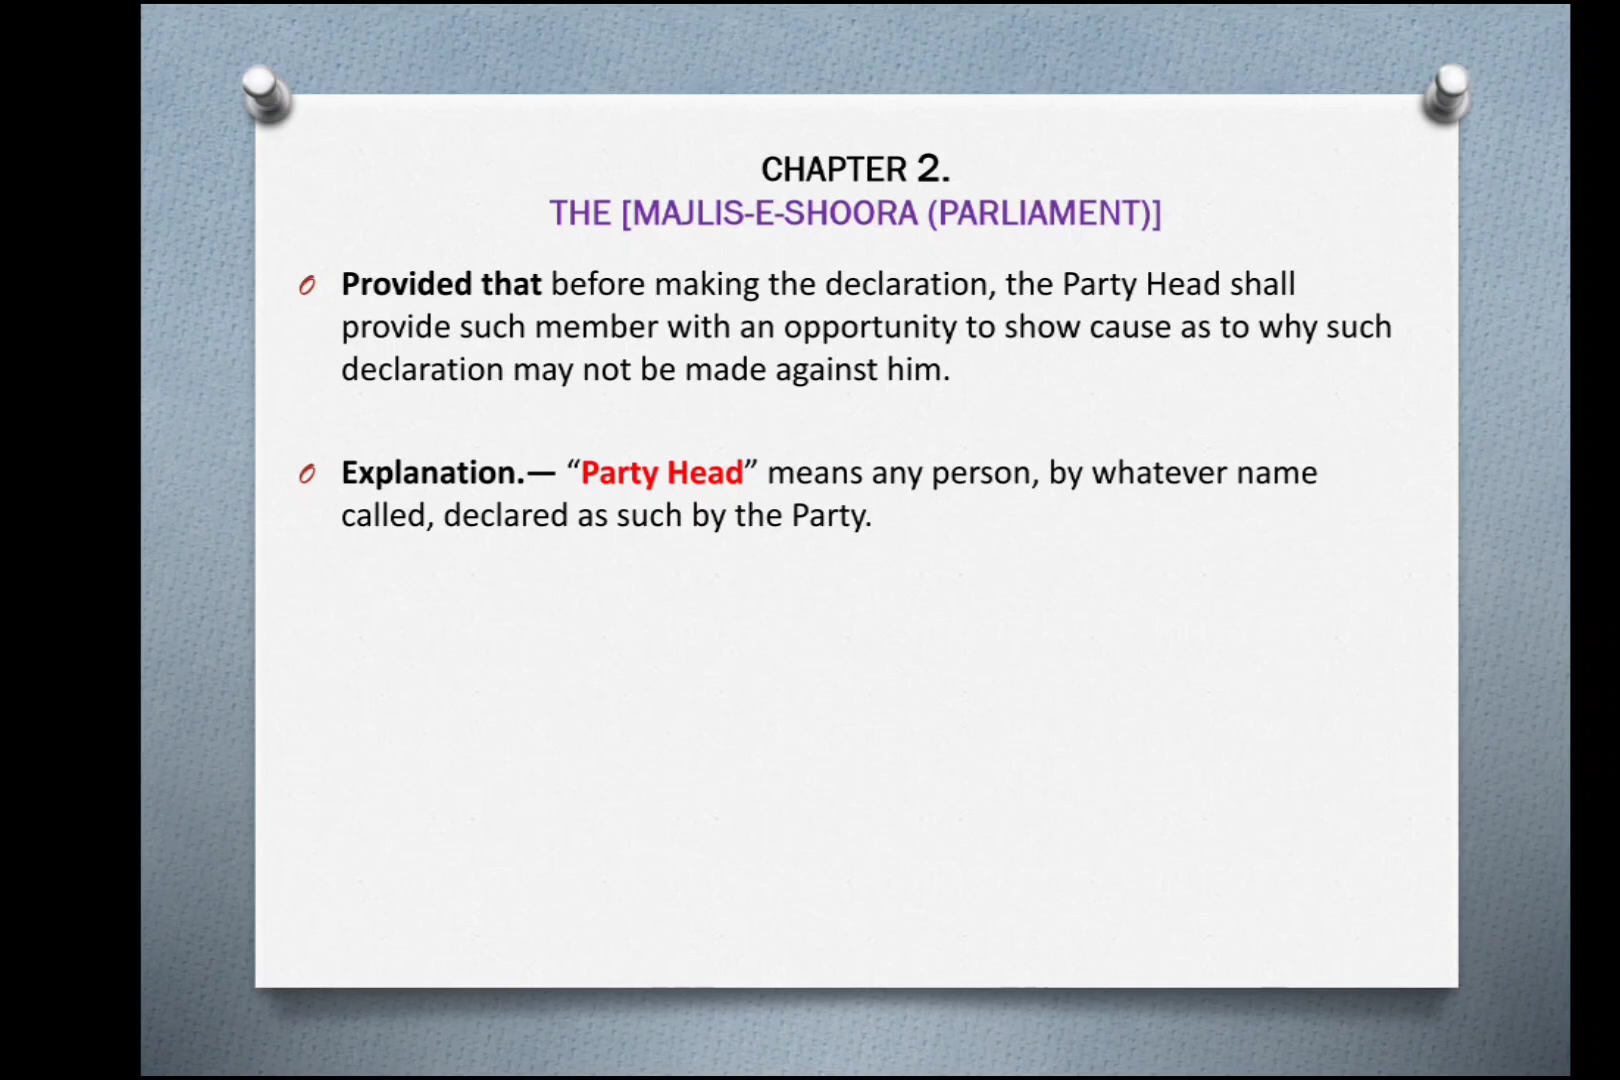 CHAPTER 2.
THE [MAJLIS-E-SHOORA (PARLIAMENT)]
Provided that before making the declaration, the Party Head shall
provide such member with an opportunity to show cause as to why such
declaration may not be made against him.
Explanation.— “Party Head” means any person, by whatever name
called, declared as such by the Party.